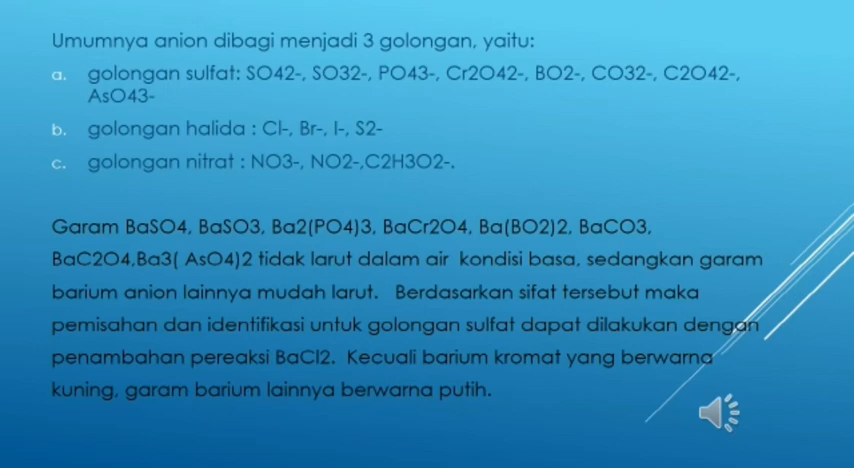 Umumnya anion dibagi menjadi 3 golongan, yaitu:
a. golongan sulfat: SO42-, SO32-, PO43-, Cr2O42-, BO2-, CO32-, C2O42-,
AsO43-
b. golongan halida : Cl-, Br-, I-, S2-
c. golongan nitrat : NO3-, NO2-,C2H3O2-.
Garam BaSO4, BaSO3, Ba2(PO4)3, BaCr2O4, Ba(BO2)2, BaCO3,
BaC2O4,Ba3( AsO4)2 tidak larut dalam air kondisi basa, sedangkan garam
barium anion lainnya mudah larut. Berdasarkan sifat tersebut maka
pemisahan dan identifikasi untuk golongan sulfat dapat dilakukan dengan
penambahan pereaksi BaCl2. Kecuali barium kromat yang berwarna
kuning, garam barium lainnya berwarna putih.